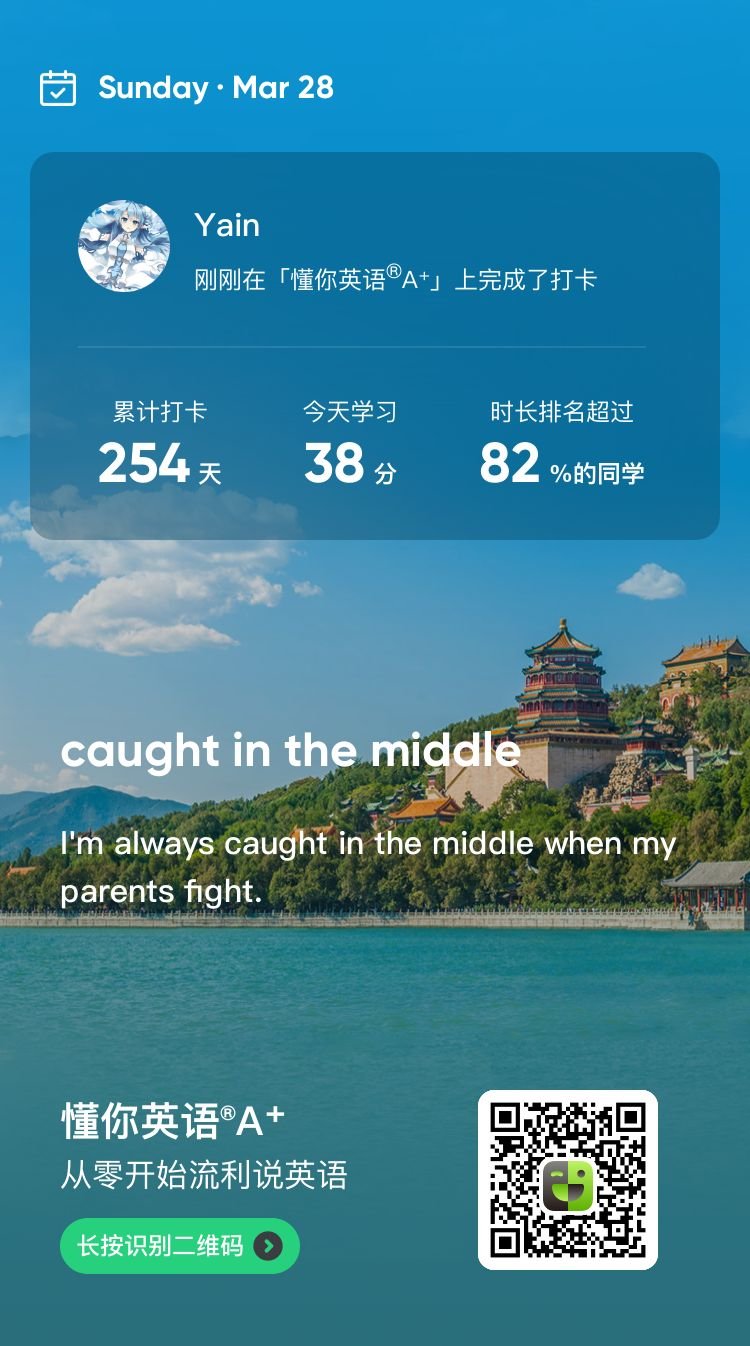 Sunday · Mar 28
Yain
刚刚在「懂你英语®A⁺」上完成了打卡
累计打卡 今天学习 时长排名超过
254 天 38 分 82 %的同学
caught in the middle
I'm always caught in the middle when my
parents fight.
懂你英语®A⁺
从零开始流利说英语
长按识别二维码